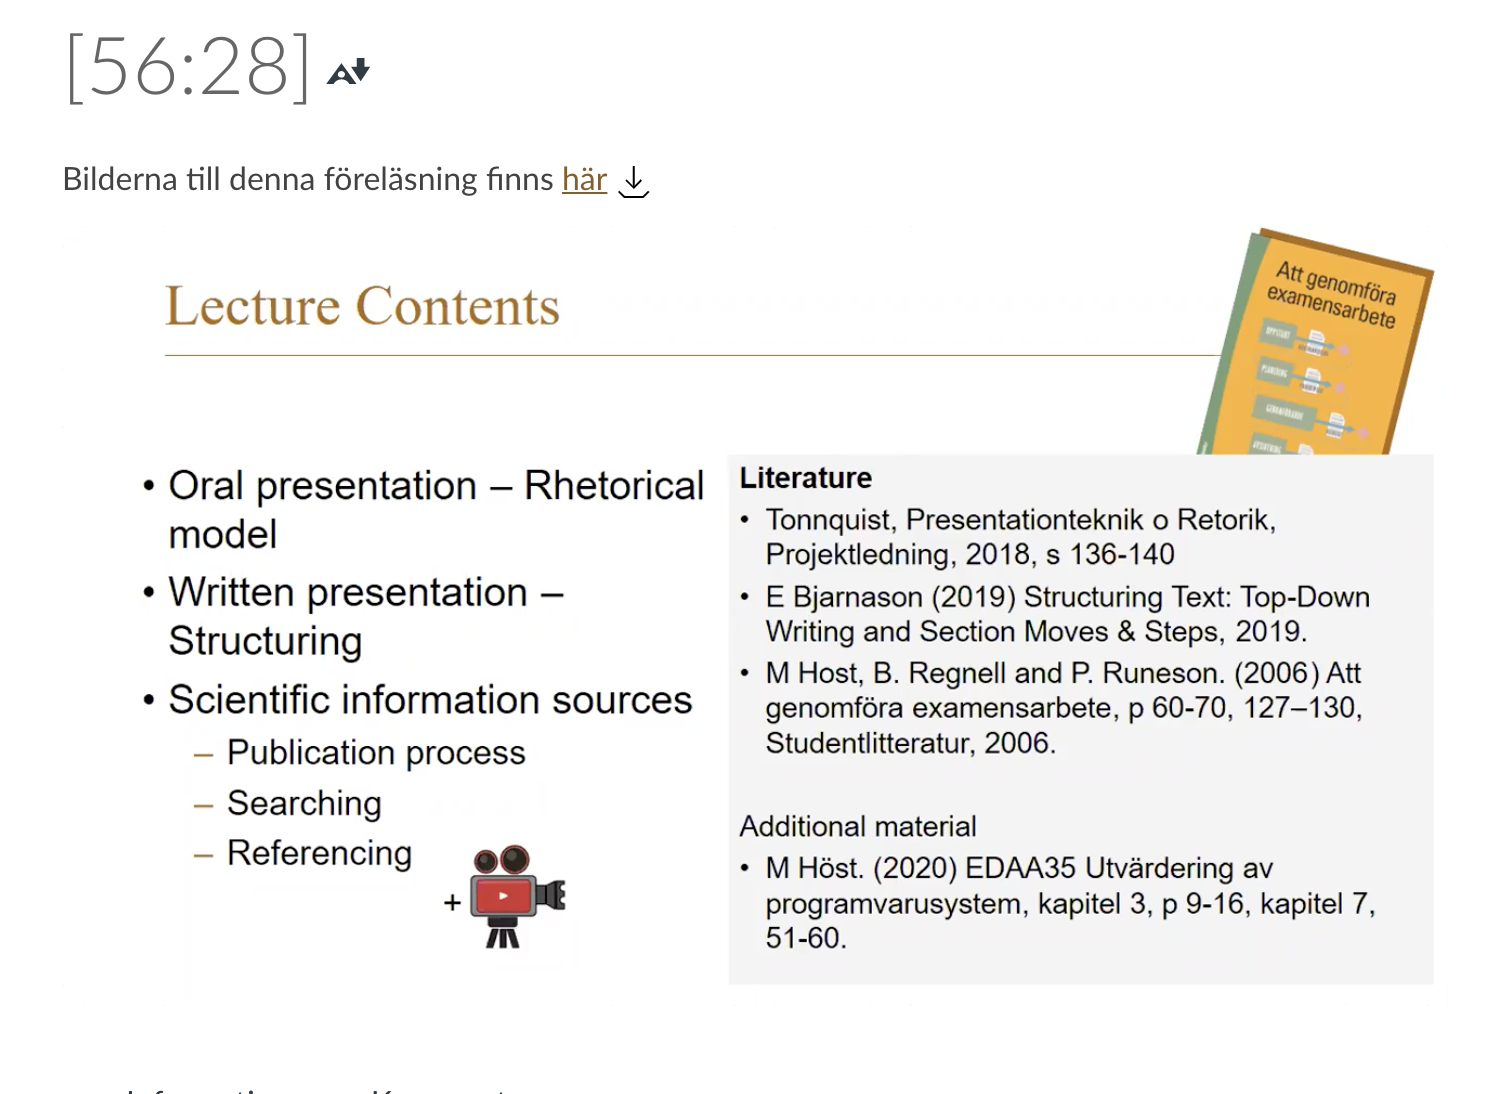 [56:28]
Bilderna till denna föreläsning finns här
Lecture Contents
Att genomföra
examensarbete
UPPSTART
PLANERING
GENOMFÖRANDE
AVSLUTNING
• Oral presentation – Rhetorical
model
• Written presentation –
Structuring
• Scientific information sources
– Publication process
– Searching
– Referencing
+
Literature
• Tonnquist, Presentationteknik o Retorik,
Projektledning, 2018, s 136-140
• E Bjarnason (2019) Structuring Text: Top-Down
Writing and Section Moves & Steps, 2019.
• M Host, B. Regnell and P. Runeson. (2006) Att
genomföra examensarbete, p 60-70, 127–130,
Studentlitteratur, 2006.
Additional material
• M Höst. (2020) EDAA35 Utvärdering av
programvarusystem, kapitel 3, p 9-16, kapitel 7,
51-60.